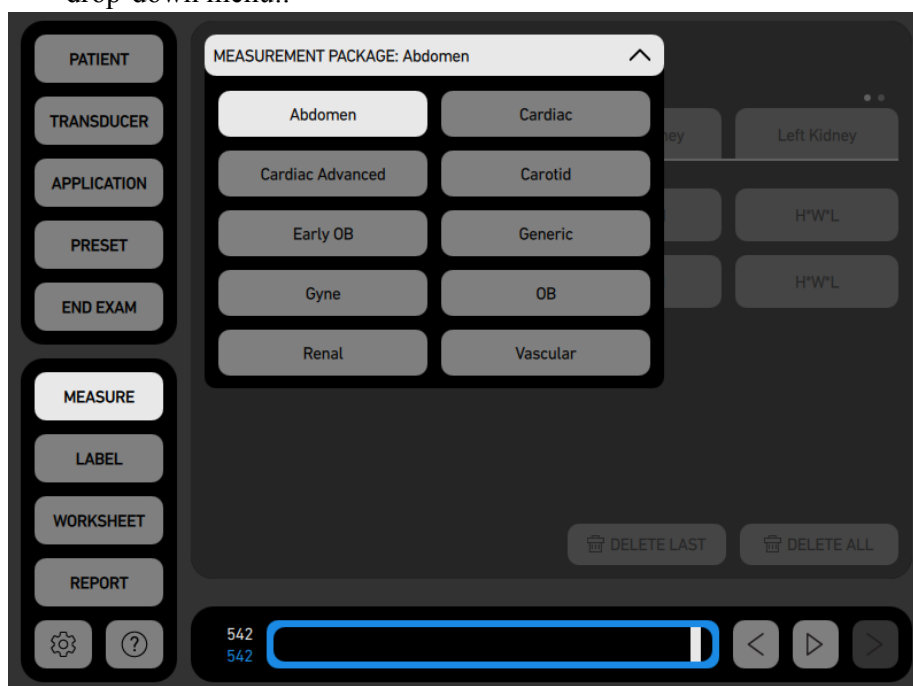 drop-down menu..
PATIENT
TRANSDUCER
APPLICATION
PRESET
END EXAM
MEASURE
LABEL
WORKSHEET
REPORT
MEASUREMENT PACKAGE: Abdomen
Abdomen
Cardiac
Cardiac Advanced
Carotid
Early OB
Generic
Gyne
OB
Renal
Vascular
Left Kidney
H*W*L
H*W*L
DELETE LAST
DELETE ALL
542
542